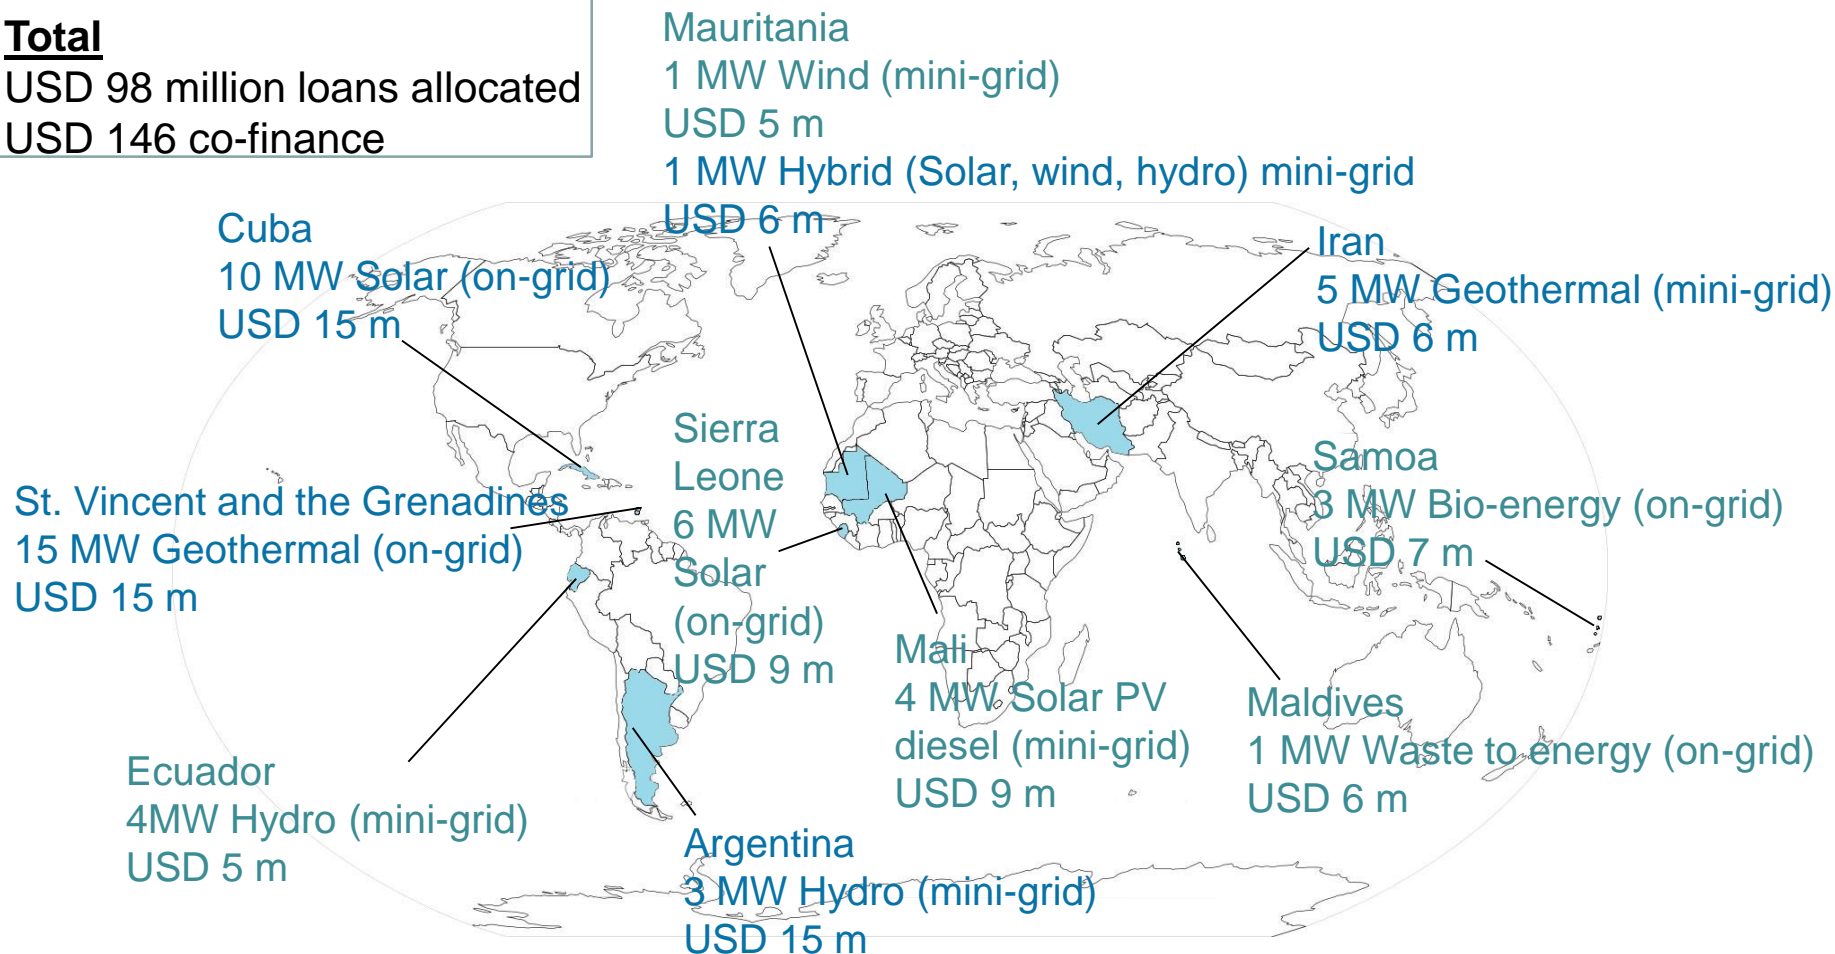 Total
USD 98 million loans allocated
USD 146 co-finance
Mauritania
1 MW Wind (mini-grid)
USD 5 m
1 MW Hybrid (Solar, wind, hydro) mini-grid
USD 6 m
Cuba
10 MW Solar (on-grid)
USD 15 m
Iran
5 MW Geothermal (mini-grid)
USD 6 m
Sierra
Leone
6 MW
Solar
(on-grid)
USD 9 m
Samoa
3 MW Bio-energy (on-grid)
USD 7 m
St. Vincent and the Grenadines
15 MW Geothermal (on-grid)
USD 15 m
Mali
4 MW Solar PV
diesel (mini-grid)
USD 9 m
Maldives
1 MW Waste to energy (on-grid)
USD 6 m
Ecuador
4MW Hydro (mini-grid)
USD 5 m
Argentina
3 MW Hydro (mini-grid)
USD 15 m